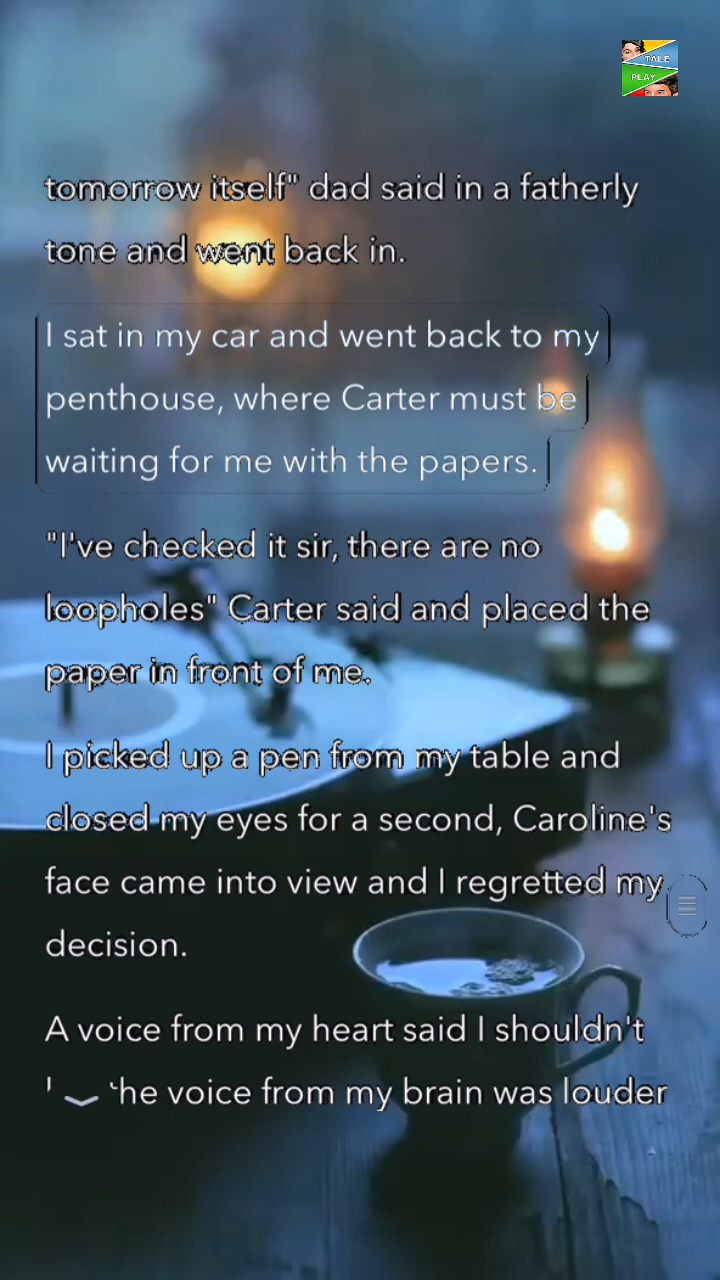 TALE
PLAY
tomorrow itself" dad said in a fatherly
tone and went back in.
I sat in my car and went back to my
penthouse, where Carter must be
waiting for me with the papers.
"I've checked it sir, there are no
loopholes" Carter said and placed the
paper in front of me.
I picked up a pen from my table and
closed my eyes for a second, Caroline's
face came into view and I regretted my
decision.
A voice from my heart said I shouldn't
voice from my brain was louder